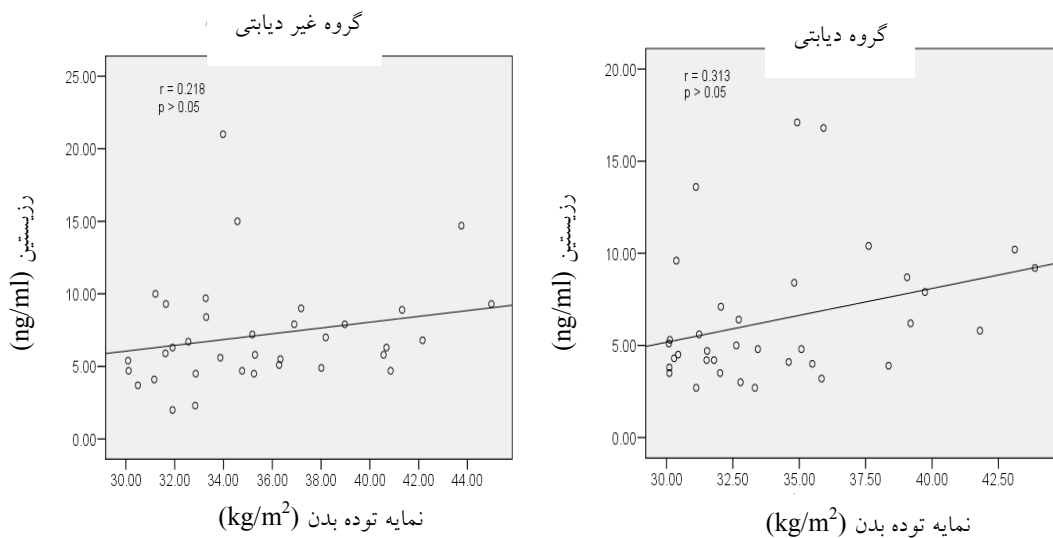 گروه غیر دیابتی
r = 0.218
p > 0.05
25.00
20.00
15.00
10.00
5.00
0.00
رزیستین (ng/ml)
30.00 32.00 34.00 36.00 38.00 40.00 42.00 44.00
نمایه توده بدن (kg/m²)
گروه دیابتی
r = 0.313
p > 0.05
20.00
15.00
10.00
5.00
0.00
رزیستین (ng/ml)
30.00 32.50 35.00 37.50 40.00 42.50
نمایه توده بدن (kg/m²)